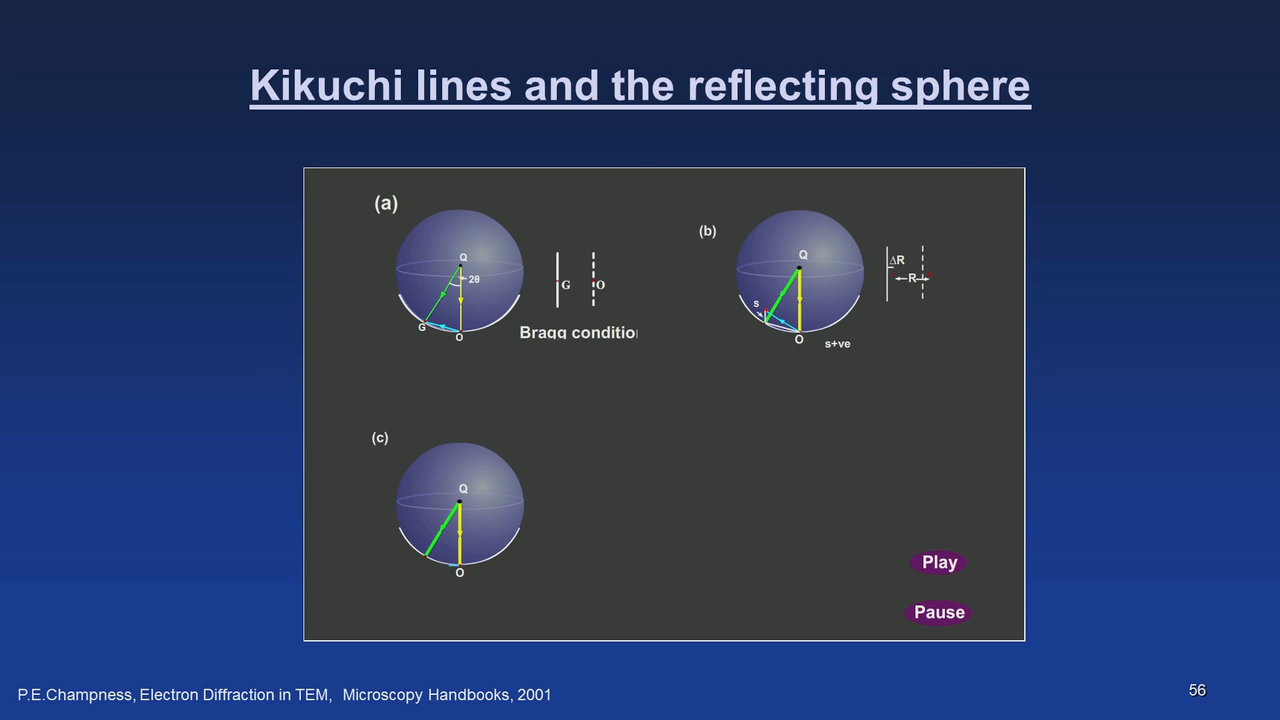 Kikuchi lines and the reflecting sphere
(a)
Q
2θ
G
O
G
O
Bragg conditio
(b)
Q
s
O
s+ve
ΔR
R
(c)
Q
O
Play
Pause
P.E.Champness, Electron Diffraction in TEM, Microscopy Handbooks, 2001
56